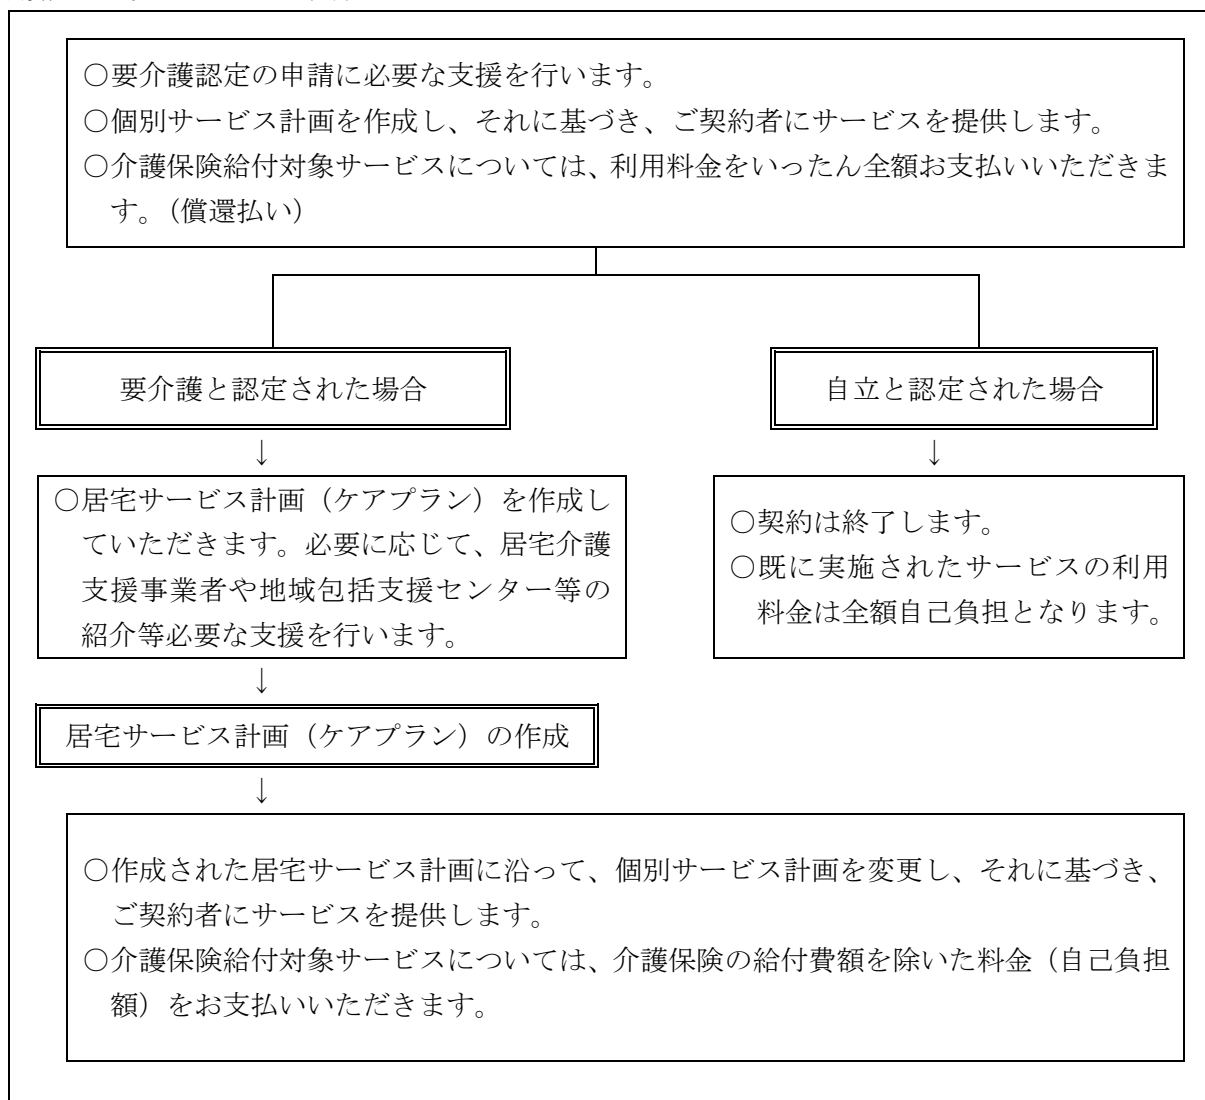 ○要介護認定の申請に必要な支援を行います。
○個別サービス計画を作成し、それに基づき、ご契約者にサービスを提供します。
○介護保険給付対象サービスについては、利用料金をいったん全額お支払いいただきま
す。（償還払い）
要介護と認定された場合
自立と認定された場合
↓
↓
○居宅サービス計画（ケアプラン）を作成し
ていただきます。必要に応じて、居宅介護
支援事業者や地域包括支援センター等の
紹介等必要な支援を行います。
○契約は終了します。
○既に実施されたサービスの利用
料金は全額自己負担となります。
↓
居宅サービス計画（ケアプラン）の作成
↓
○作成された居宅サービス計画に沿って、個別サービス計画を変更し、それに基づき、
ご契約者にサービスを提供します。
○介護保険給付対象サービスについては、介護保険の給付費額を除いた料金（自己負担
額）をお支払いいただきます。